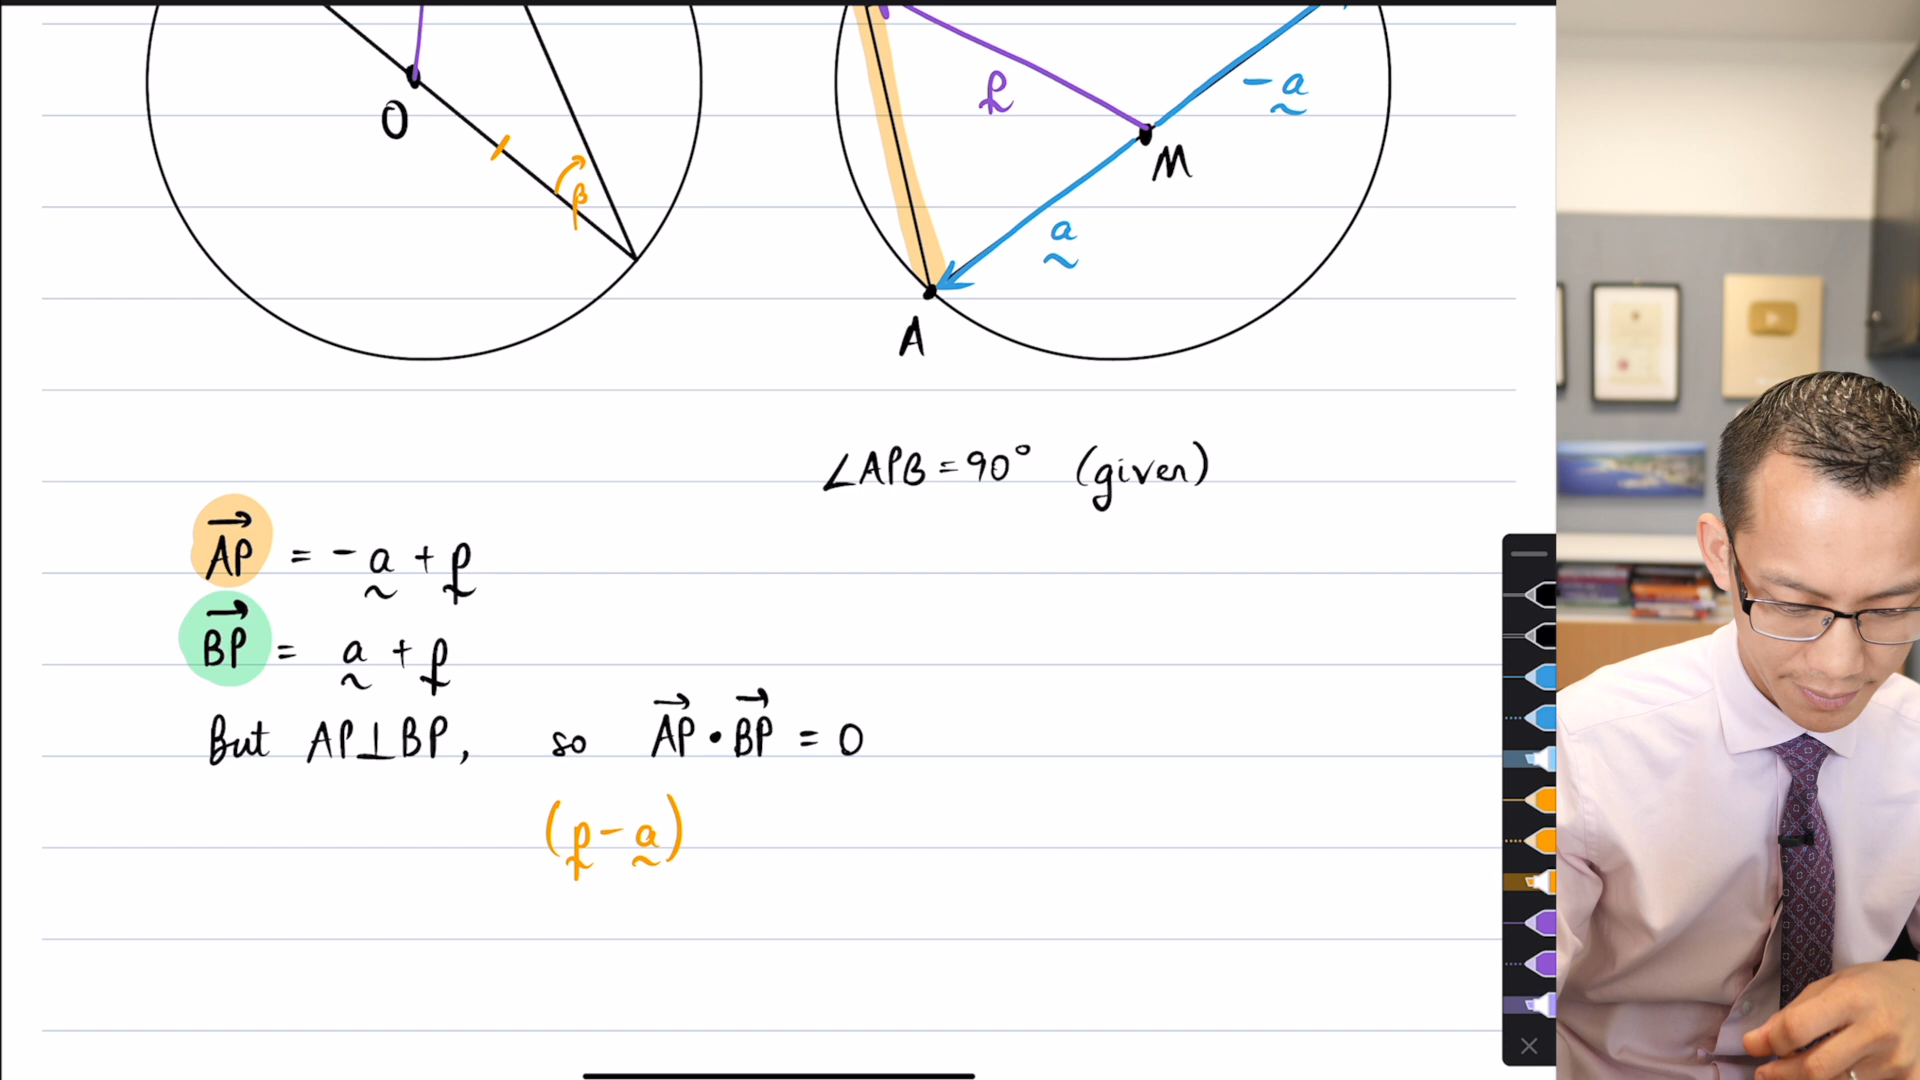 p
-a
O
M
β
a
A
∠APB = 90° (given)
AP = -a + p
BP = a + p
But AP⊥BP, so AP • BP = 0
(p - a)